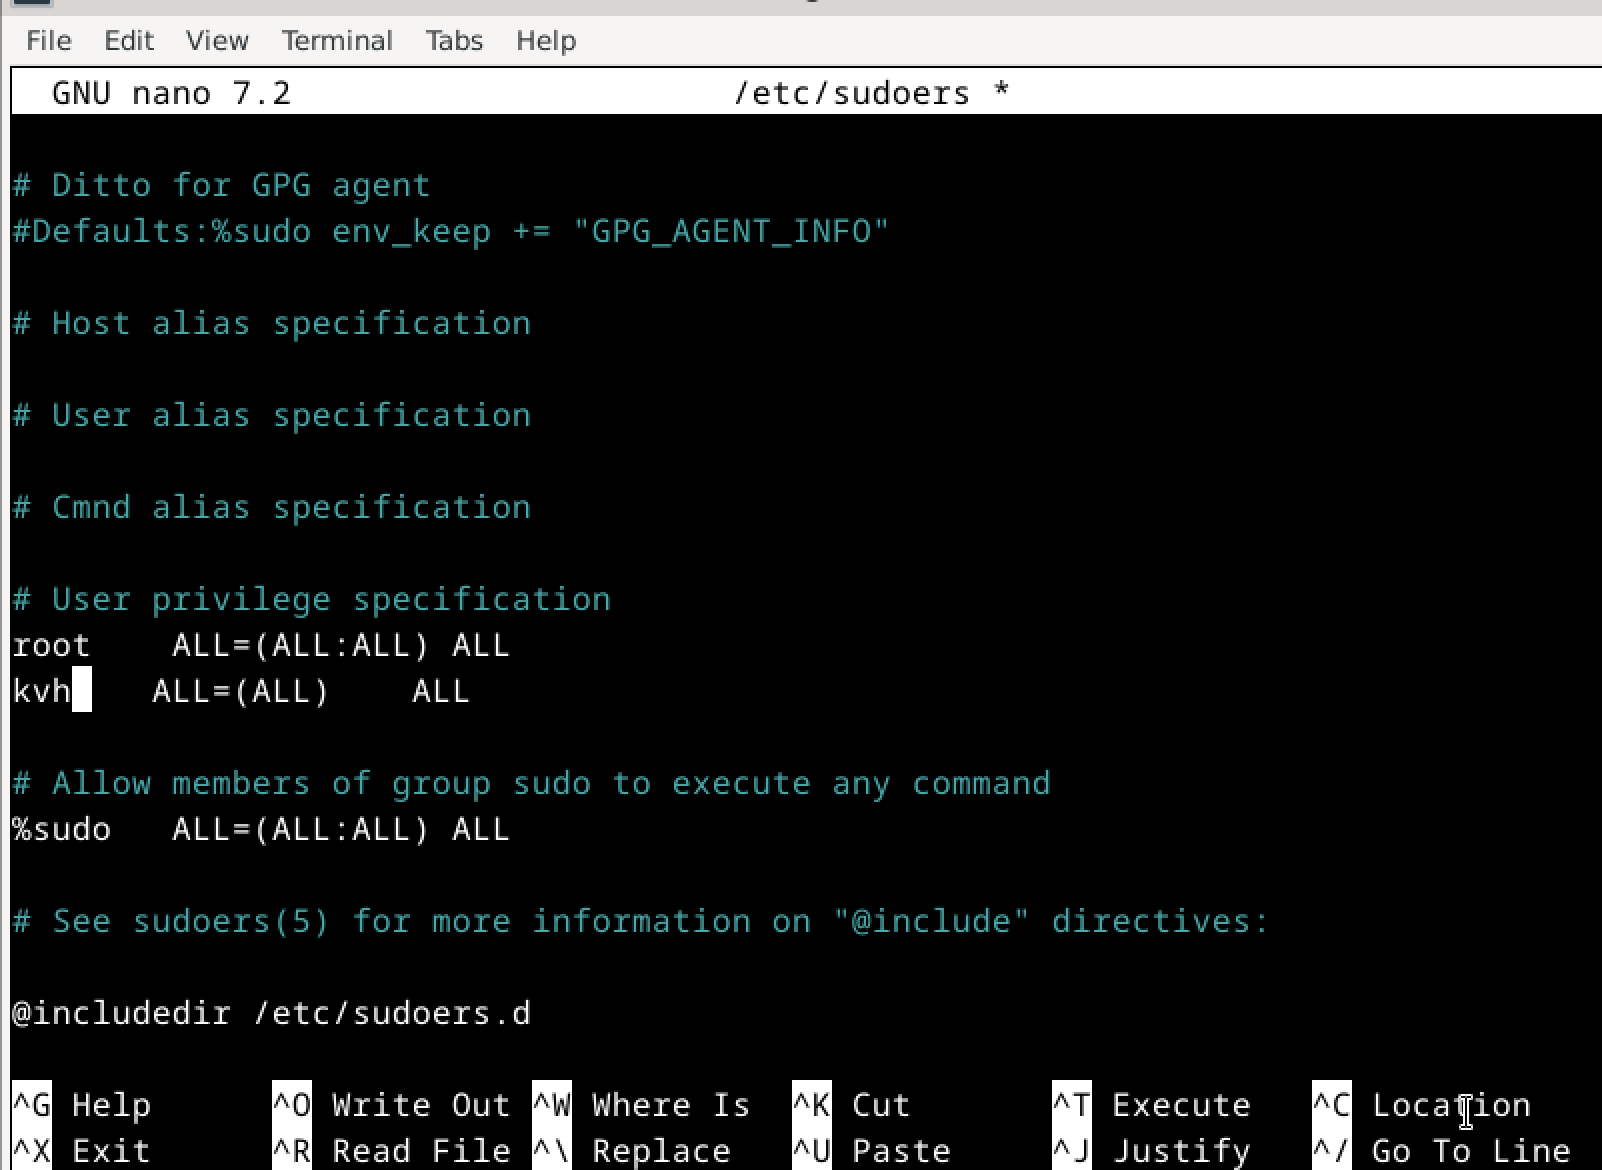 File Edit View Terminal Tabs Help
GNU nano 7.2 /etc/sudoers *
# Ditto for GPG agent
#Defaults:%sudo env_keep += "GPG_AGENT_INFO"
# Host alias specification
# User alias specification
# Cmnd alias specification
# User privilege specification
root    ALL=(ALL:ALL) ALL
kvh    ALL=(ALL)    ALL
# Allow members of group sudo to execute any command
%sudo   ALL=(ALL:ALL) ALL
# See sudoers(5) for more information on "@include" directives:
@includedir /etc/sudoers.d
^G Help ^O Write Out ^W Where Is ^K Cut ^T Execute ^C Location
^X Exit ^R Read File ^\ Replace ^U Paste ^J Justify ^/ Go To Line